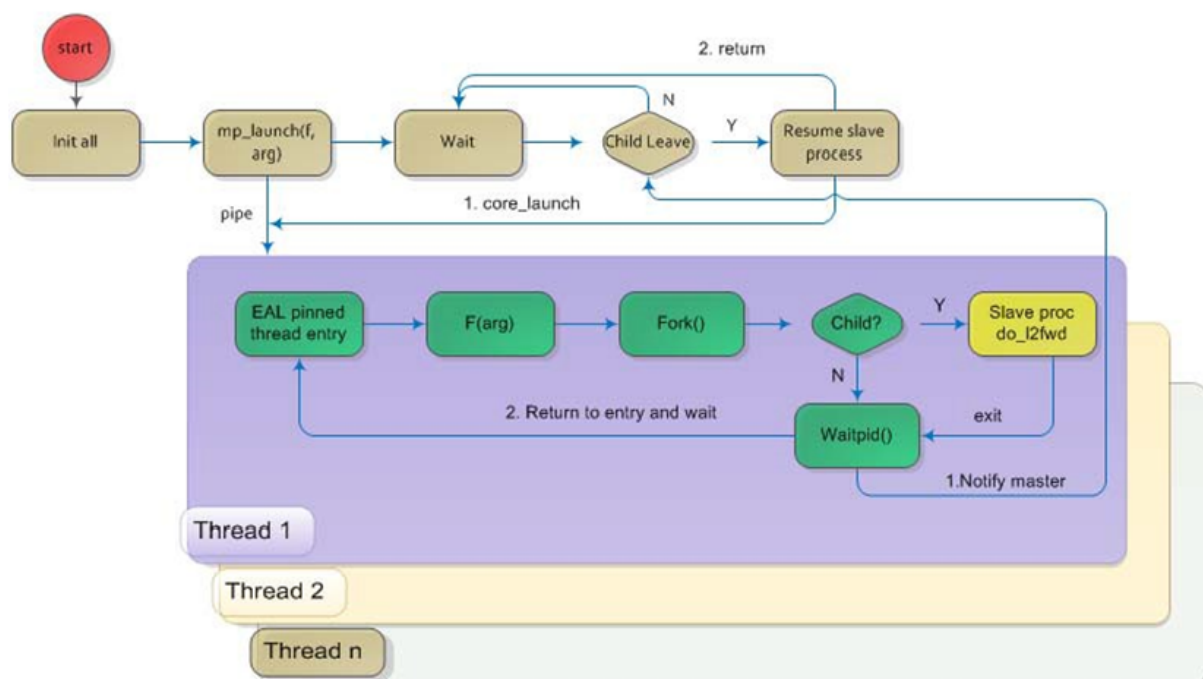 start
2. return
N
Init all
mp_launch(f,
arg)
Wait
Child Leave
Y
Resume slave
process
1. core_launch
pipe
EAL pinned
thread entry
F(arg)
Fork()
Child?
Y
Slave proc
do_l2fwd
N
2. Return to entry and wait
exit
Waitpid()
1.Notify master
Thread 1
Thread 2
Thread n